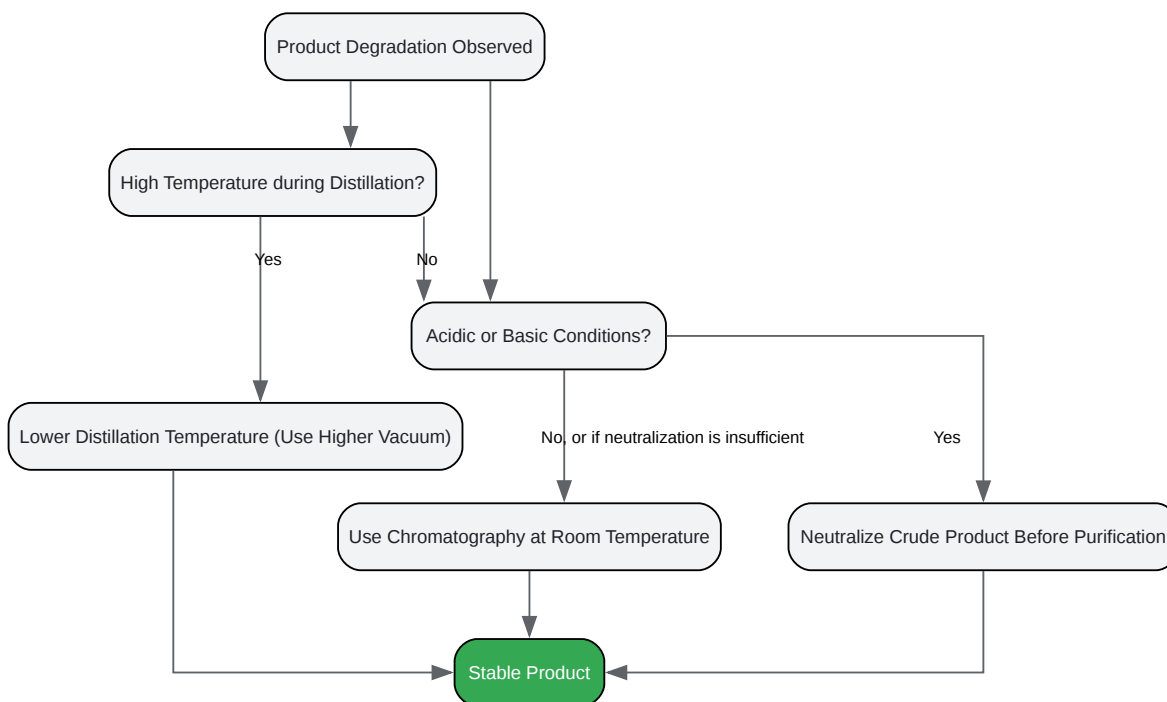 Product Degradation Observed
High Temperature during Distillation?
Yes
No
Acidic or Basic Conditions?
Lower Distillation Temperature (Use Higher Vacuum)
No, or if neutralization is insufficient
Yes
Use Chromatography at Room Temperature
Neutralize Crude Product Before Purification
Stable Product